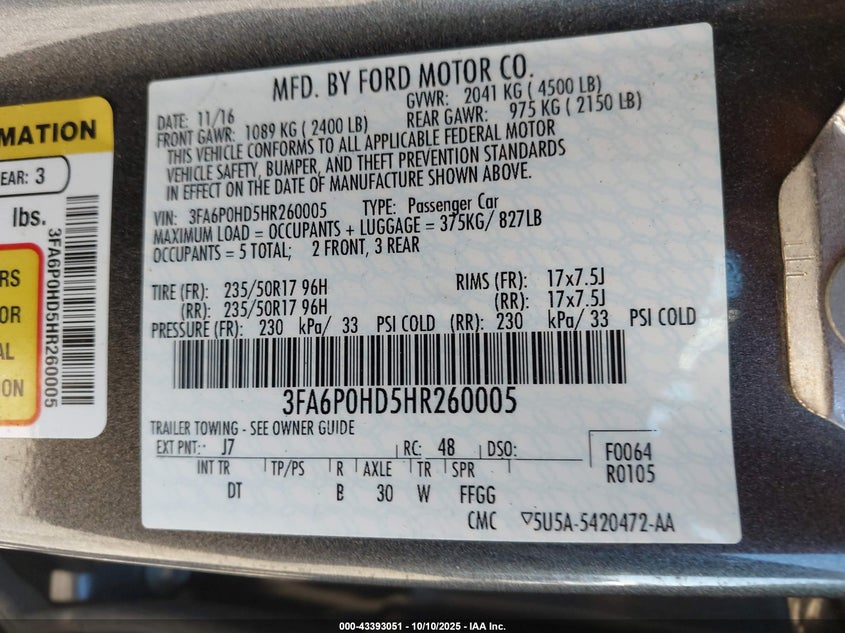 MATION
EAR: 3
lbs.
3FA6P0HD5HR260005
RS
OR
AL
ION
MFD. BY FORD MOTOR CO.
DATE: 11/16 GVWR: 2041 KG ( 4500 LB)
FRONT GAWR: 1089 KG ( 2400 LB) REAR GAWR: 975 KG ( 2150 LB)
THIS VEHICLE CONFORMS TO ALL APPLICABLE FEDERAL MOTOR
VEHICLE SAFETY, BUMPER, AND THEFT PREVENTION STANDARDS
IN EFFECT ON THE DATE OF MANUFACTURE SHOWN ABOVE.
VIN: 3FA6P0HD5HR260005 TYPE: Passenger Car
MAXIMUM LOAD = OCCUPANTS + LUGGAGE = 375KG/ 827LB
OCCUPANTS = 5 TOTAL; 2 FRONT, 3 REAR
TIRE (FR): 235/50R17 96H RIMS (FR): 17x7.5J
(RR): 235/50R17 96H (RR): 17x7.5J
PRESSURE (FR): 230 kPa/ 33 PSI COLD (RR): 230 kPa/ 33 PSI COLD
3FA6P0HD5HR260005
TRAILER TOWING - SEE OWNER GUIDE
EXT PNT: J7 RC: 48 DSO: F0064
R0105
INT TR TP/PS R AXLE TR SPR
DT B 30 W FFGG
CMC ▽5U5A-5420472-AA
000-43393051 - 10/10/2025 - IAA Inc.